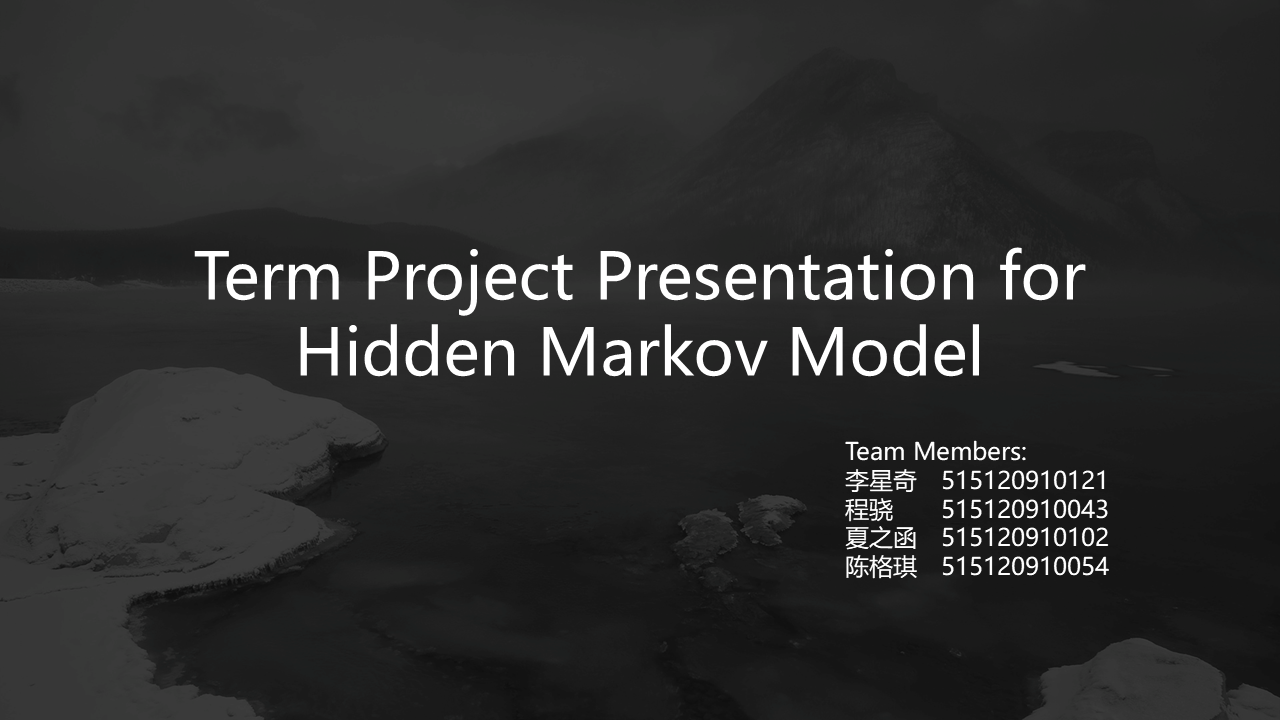 Term Project Presentation for
Hidden Markov Model
Team Members:
李星奇 515120910121
程骁 515120910043
夏之函 515120910102
陈格琪 515120910054